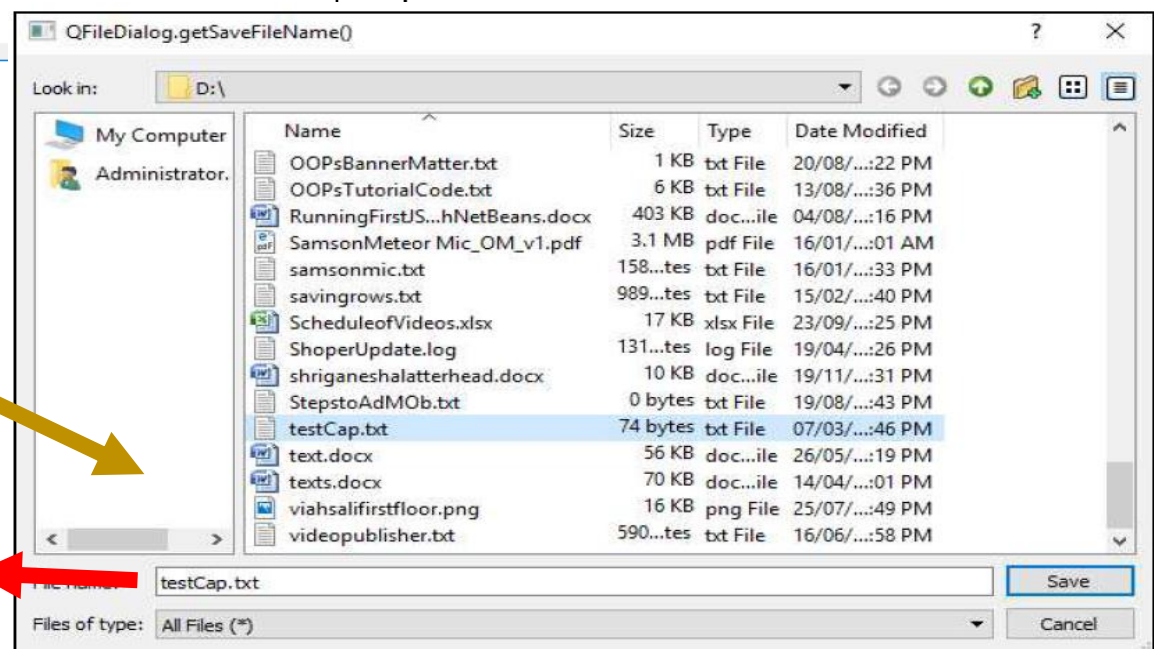 QFileDialog.getSaveFileName()
Look in: D:\
My Computer
Administrator.
Name Size Type Date Modified
OOPsBannerMatter.txt 1 KB txt File 20/08/...:22 PM
OOPsTutorialCode.txt 6 KB txt File 13/08/...:36 PM
RunningFirstJS...hNetBeans.docx 403 KB doc...ile 04/08/...:16 PM
SamsonMeteor Mic_OM_v1.pdf 3.1 MB pdf File 16/01/...:01 AM
samsonmic.txt 158...tes txt File 16/01/...:33 PM
savingrows.txt 989...tes txt File 15/02/...:40 PM
ScheduleofVideos.xlsx 17 KB xlsx File 23/09/...:25 PM
ShoperUpdate.log 131...tes log File 19/04/...:26 PM
shriganeshalatterhead.docx 10 KB doc...ile 19/11/...:31 PM
StepstoAdMOb.txt 0 bytes txt File 19/08/...:43 PM
testCap.txt 74 bytes txt File 07/03/...:46 PM
text.docx 56 KB doc...ile 26/05/...:19 PM
texts.docx 70 KB doc...ile 14/04/...:01 PM
viahsalifirstfloor.png 16 KB png File 25/07/...:49 PM
videopublisher.txt 590...tes txt File 16/06/...:58 PM
testCap.txt Save
Files of type: All Files (*) Cancel